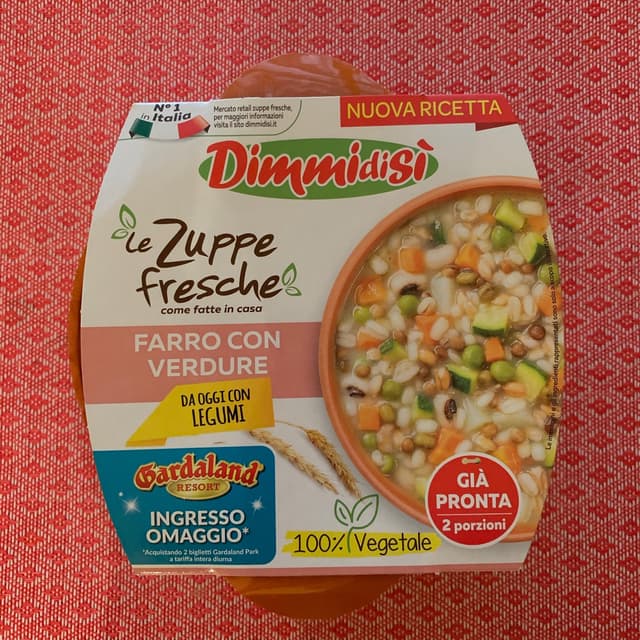 N° 1
in Italia
Mercato retail zuppe fresche,
per maggiori informazioni
visita il sito dimmidisi.it
NUOVA RICETTA
DimmidiSì
Le Zuppe
fresche
come fatte in casa
FARRO CON
VERDURE
DA OGGI CON
LEGUMI
Gardaland
RESORT
INGRESSO
OMAGGIO*
*Acquistando 2 biglietti Gardaland Park
a tariffa intera diurna
100% Vegetale
GIÀ
PRONTA
2 porzioni